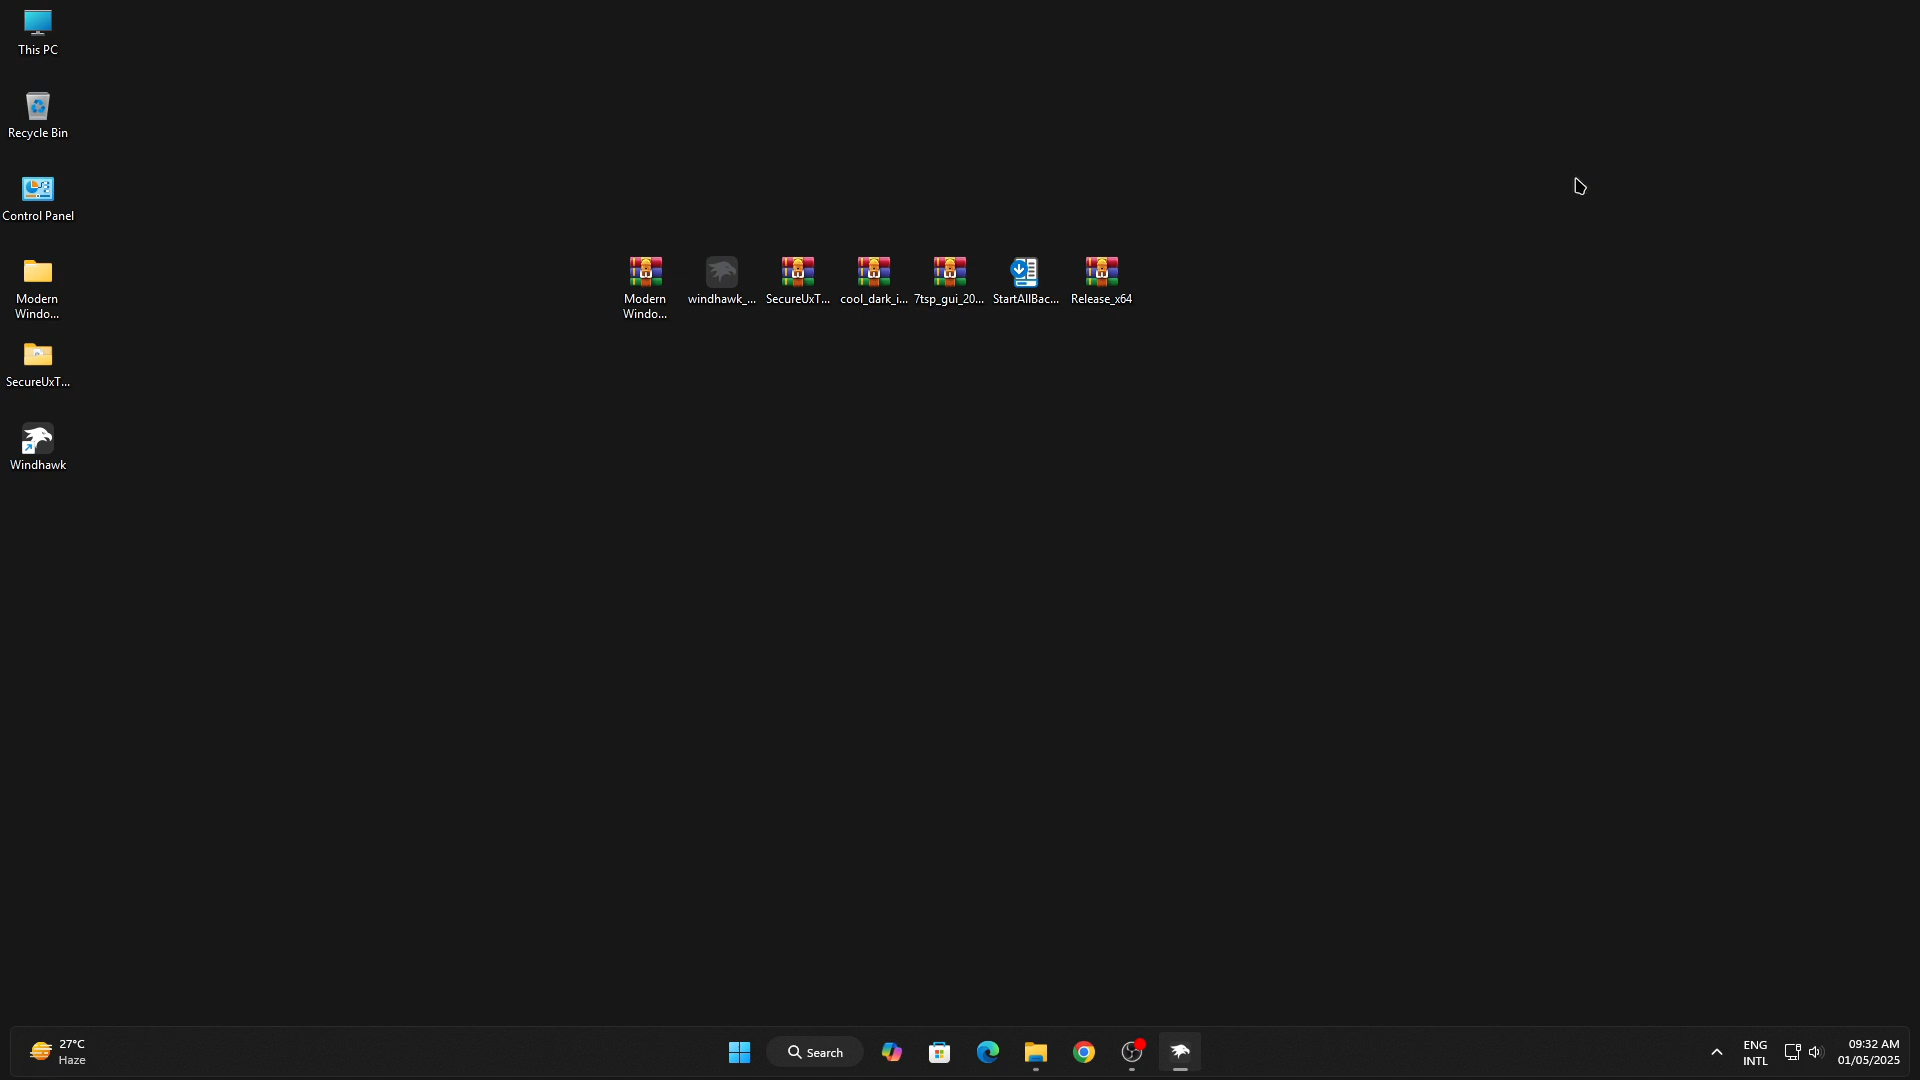 This PC
Recycle Bin
Control Panel
Modern
Windo...
SecureUxT...
Windhawk
Modern
Windo...
windhawk_...
SecureUxT...
cool_dark_i...
7tsp_gui_20...
StartAllBac...
Release_x64
27°C
Haze
Search
ENG
INTL
09:32 AM
01/05/2025